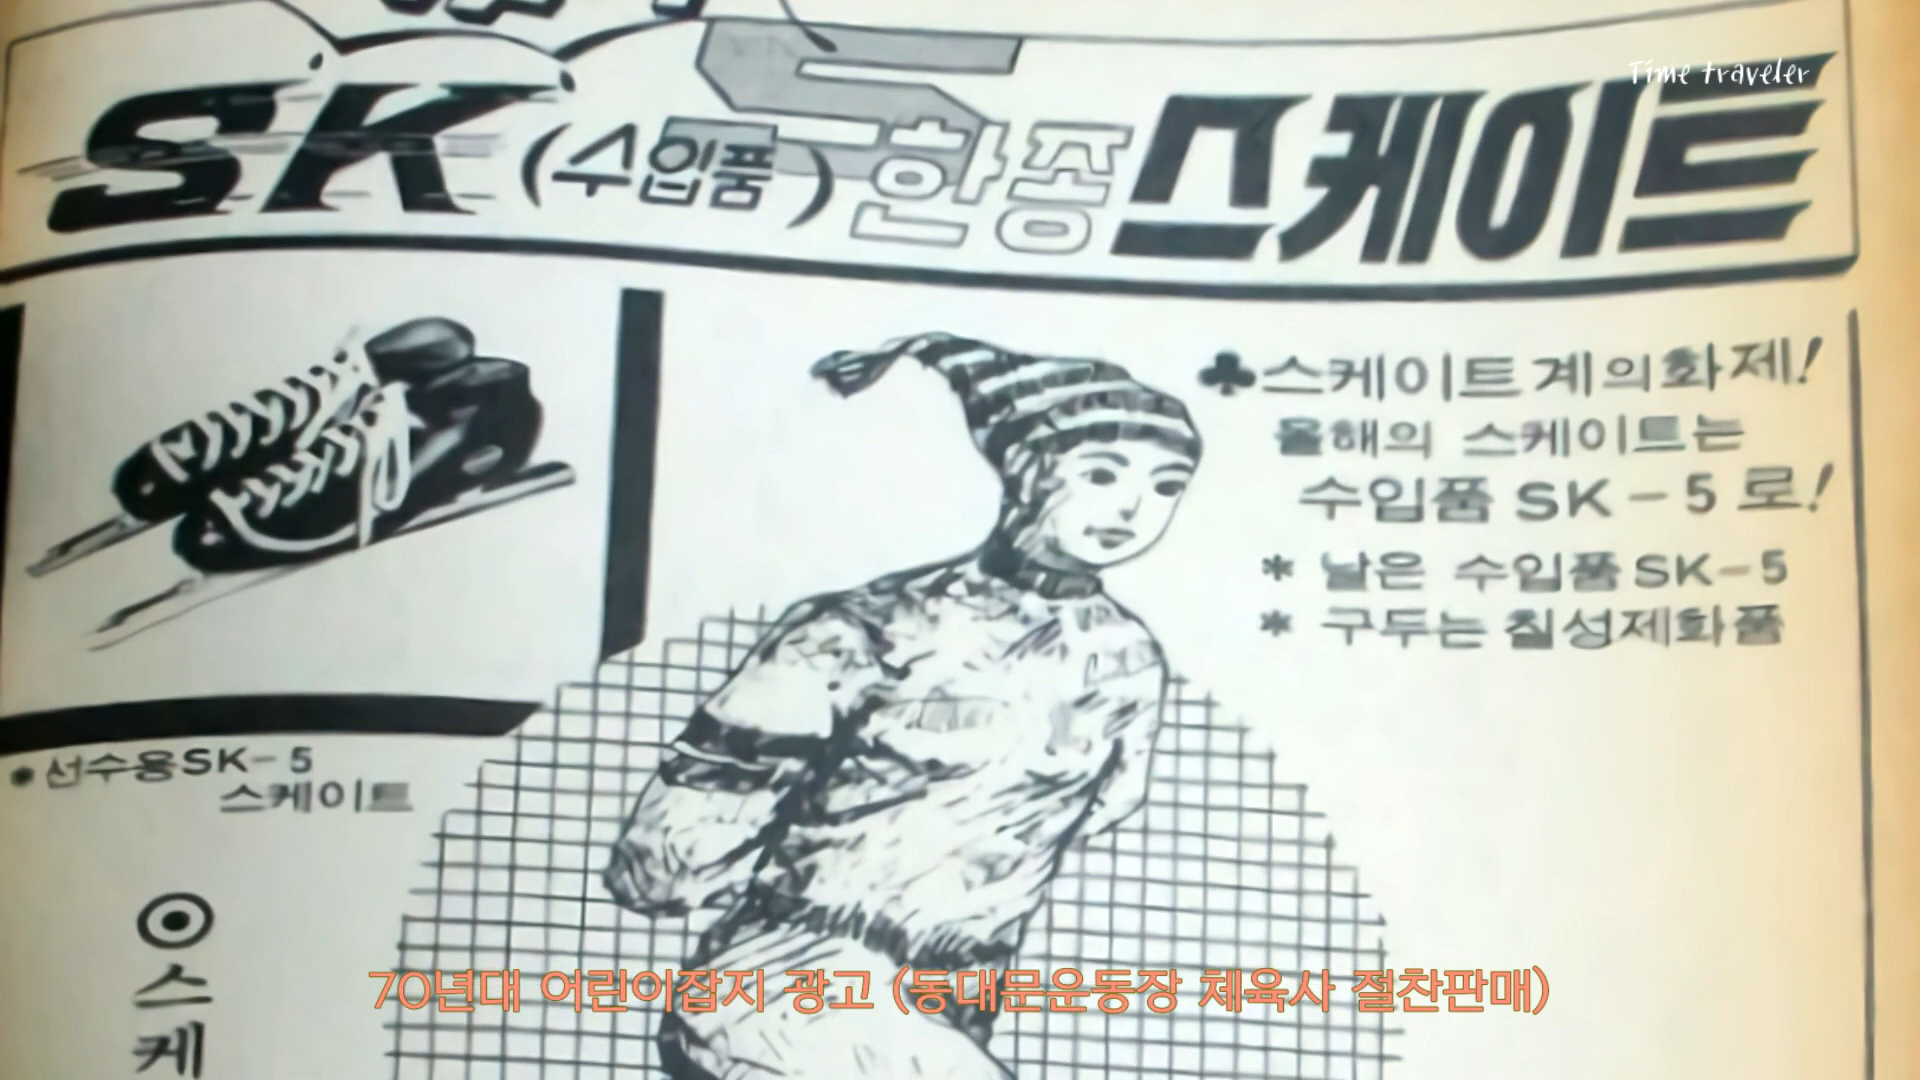 Time traveler
SK (수입품) 한종 스케이트
♣스케이트계의화제!
올해의 스케이트는
수입품 SK-5 로!
* 날은 수입품 SK-5
* 구두는 칠성제화품
선수용SK-5
스케이트
◎스케
70년대 어린이잡지 광고 (동대문운동장 체육사 절찬판매)